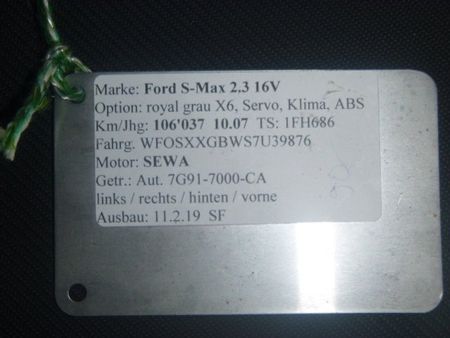 Marke: Ford S-Max 2.3 16V
Option: royal grau X6, Servo, Klima, ABS
Km/Jhg: 106'037 10.07 TS: 1FH686
Fahrg. WFOSXXGBWS7U39876
Motor: SEWA
Getr.: Aut. 7G91-7000-CA
links / rechts / hinten / vorne
Ausbau: 11.2.19 SF